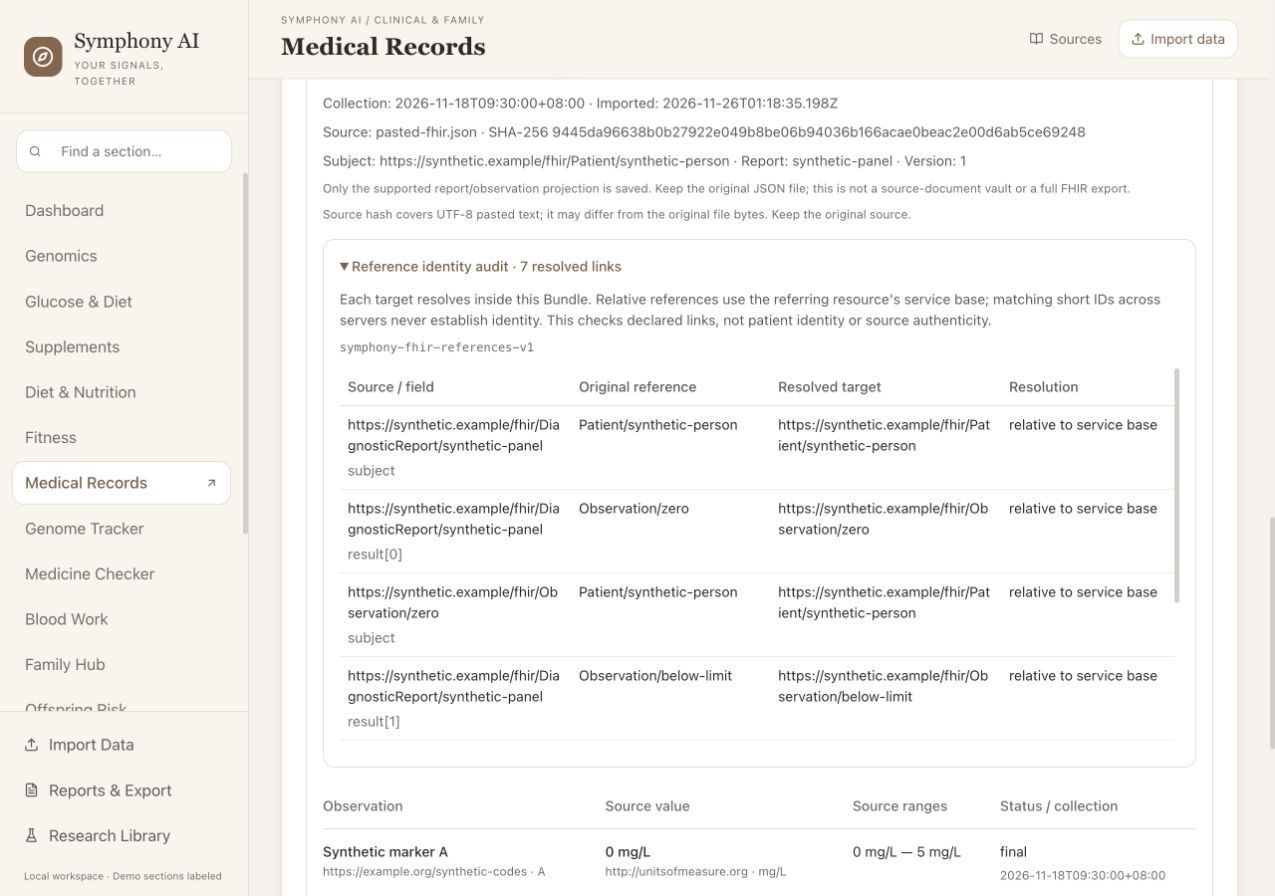 Symphony AI
YOUR SIGNALS,
TOGETHER
Find a section...
Dashboard
Genomics
Glucose & Diet
Supplements
Diet & Nutrition
Fitness
Medical Records
Genome Tracker
Medicine Checker
Blood Work
Family Hub
Offspring Risk
Import Data
Reports & Export
Research Library
Local workspace · Demo sections labeled
SYMPHONY AI / CLINICAL & FAMILY
Medical Records
Sources
Import data
Collection: 2026-11-18T09:30:00+08:00 · Imported: 2026-11-26T01:18:35.198Z
Source: pasted-fhir.json · SHA-256 9445da96638b0b27922e049b8be06b94036b166acae0beac2e00d6ab5ce69248
Subject: https://synthetic.example/fhir/Patient/synthetic-person · Report: synthetic-panel · Version: 1
Only the supported report/observation projection is saved. Keep the original JSON file; this is not a source-document vault or a full FHIR export.
Source hash covers UTF-8 pasted text; it may differ from the original file bytes. Keep the original source.
▼ Reference identity audit · 7 resolved links
Each target resolves inside this Bundle. Relative references use the referring resource's service base; matching short IDs across
servers never establish identity. This checks declared links, not patient identity or source authenticity.
symphony-fhir-references-v1
Source / field Original reference Resolved target Resolution
https://synthetic.example/fhir/Dia Patient/synthetic-person https://synthetic.example/fhir/Pat relative to service base
gnosticReport/synthetic-panel ient/synthetic-person
subject
https://synthetic.example/fhir/Dia Observation/zero https://synthetic.example/fhir/Ob relative to service base
gnosticReport/synthetic-panel servation/zero
result[0]
https://synthetic.example/fhir/Ob Patient/synthetic-person https://synthetic.example/fhir/Pat relative to service base
servation/zero ient/synthetic-person
subject
https://synthetic.example/fhir/Dia Observation/below-limit https://synthetic.example/fhir/Ob relative to service base
gnosticReport/synthetic-panel servation/below-limit
result[1]
Observation Source value Source ranges Status / collection
Synthetic marker A 0 mg/L 0 mg/L — 5 mg/L final
https://example.org/synthetic-codes · A http://unitsofmeasure.org · mg/L 2026-11-18T09:30:00+08:00